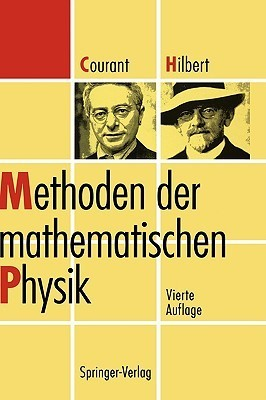 Courant Hilbert
Methoden der
mathematischen
Physik
Vierte
Auflage
Springer-Verlag